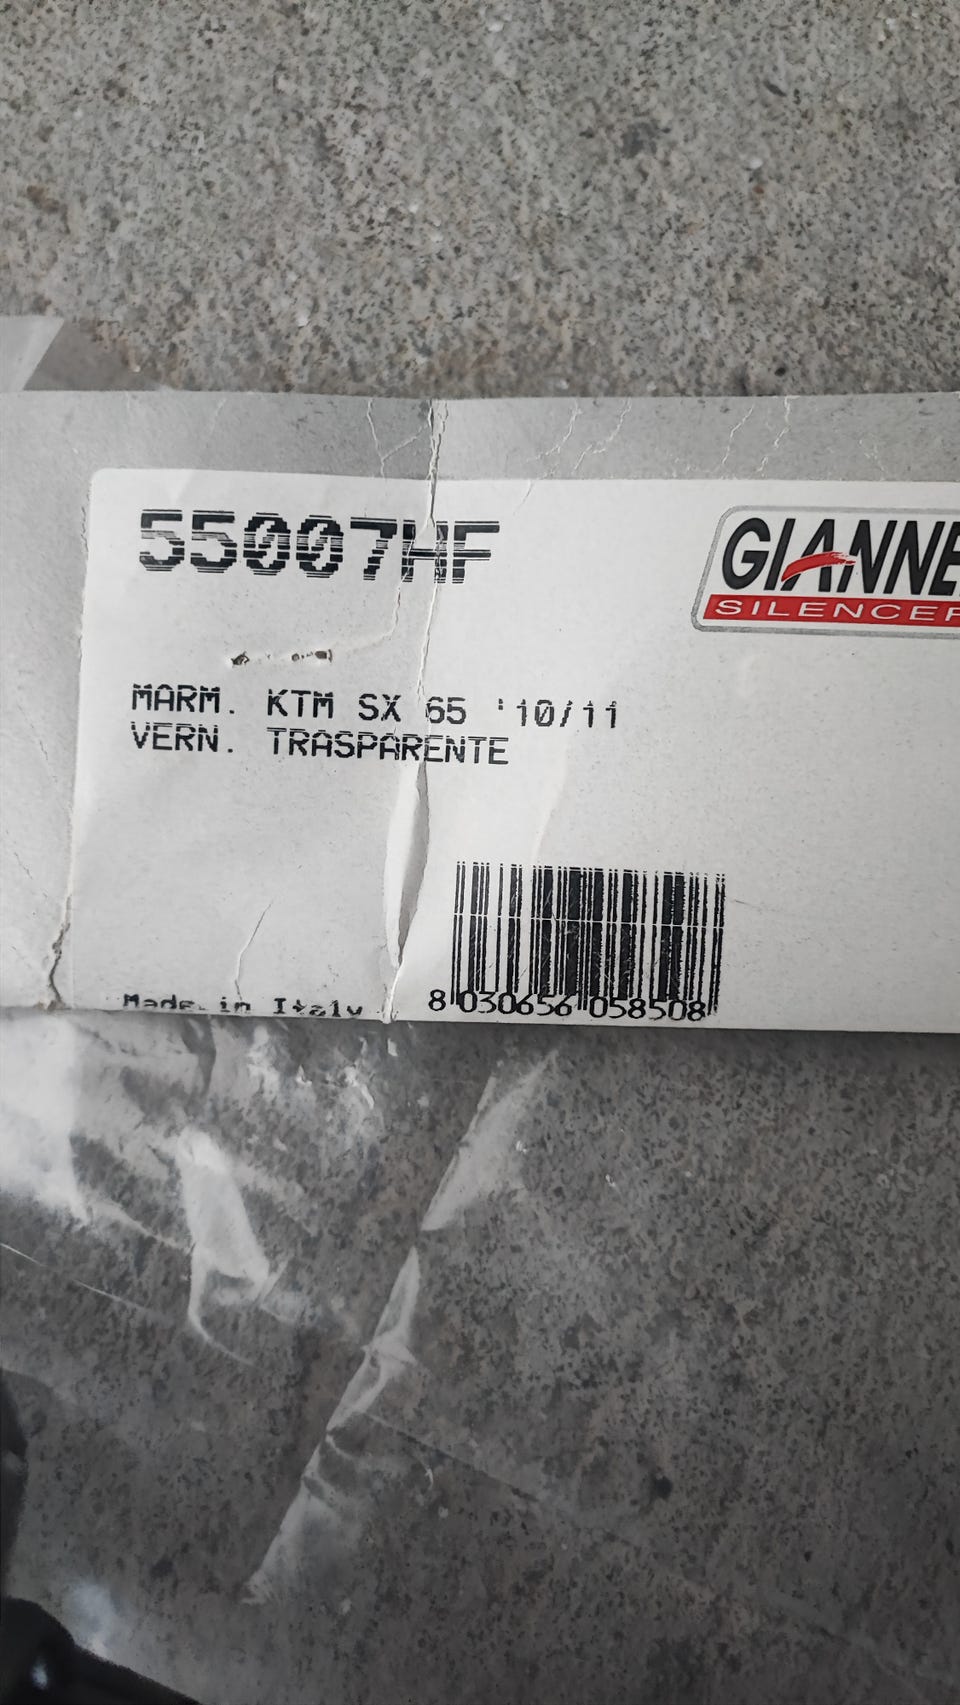 55007HF
GIANNE
SILENCER
MARM. KTM SX 65 '10/11
VERN. TRASPARENTE
Made in Italy
8 030656 058508